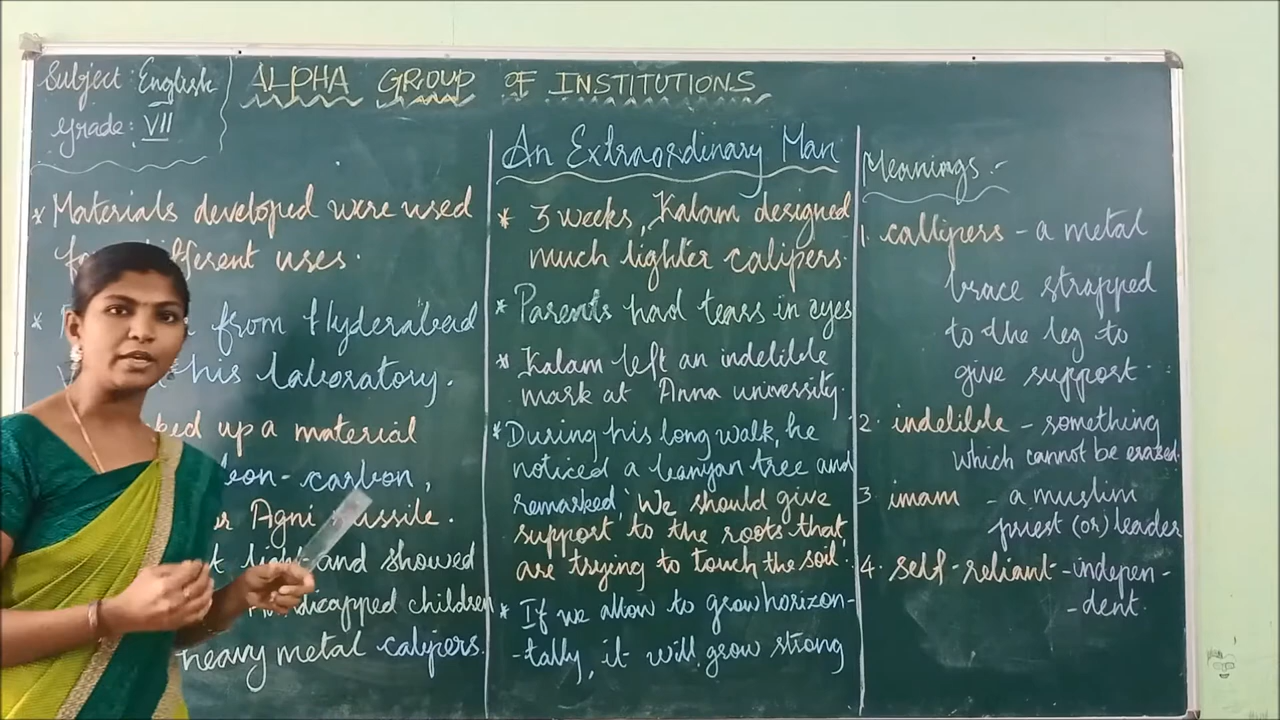 Subject: English
Grade: VII
ALPHA GROUP OF INSTITUTIONS
* Materials developed were used
different uses.
* from Hyderabad
his laboratory.
up a material
carbon-carbon,
Agni missile.
light and showed
Handicapped children
heavy metal calipers.
An Extraordinary Man
* 3 weeks, Kalam designed
much lighter calipers.
* Parents had tears in eyes
* Kalam left an indelible
mark at Anna university.
* During his long walk, he
noticed a banyan tree and
remarked, 'We should give
support to the roots that,
are trying to touch the soil.
* If we allow to grow horizon-
-tally, it will grow strong
Meanings:-
1. callipers - a metal
brace strapped
to the leg to
give support.
2. indelible - something
which cannot be erased.
3. imam - a muslim
priest (or) leader
4. self-reliant - indepen-
-dent.